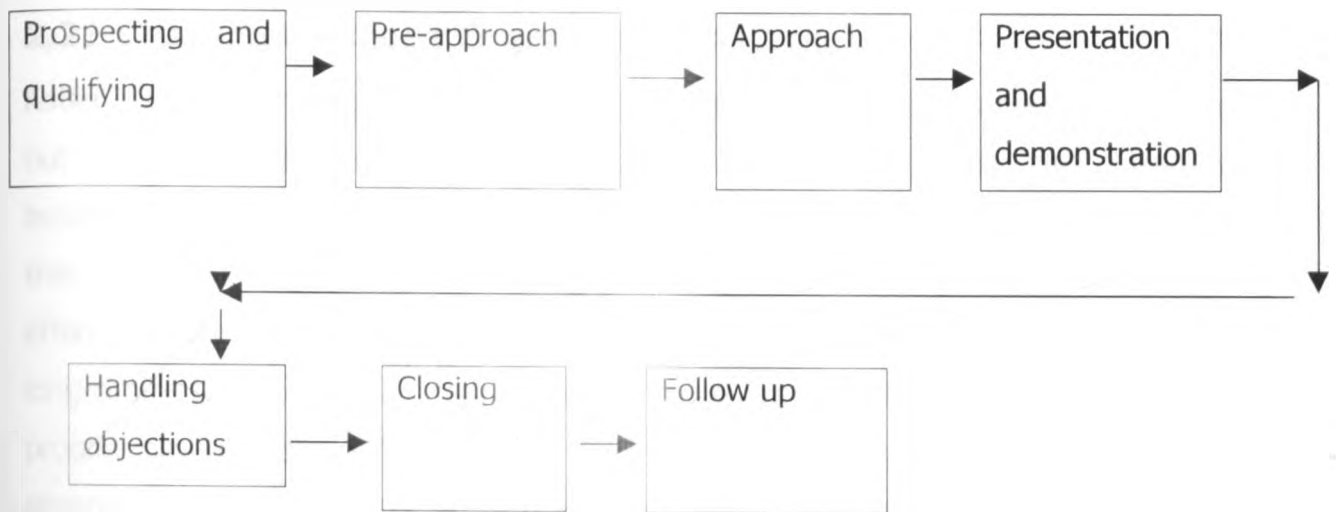 Prospecting and
qualifying
Pre-approach
Approach
Presentation
and
demonstration
Handling
objections
Closing
Follow up